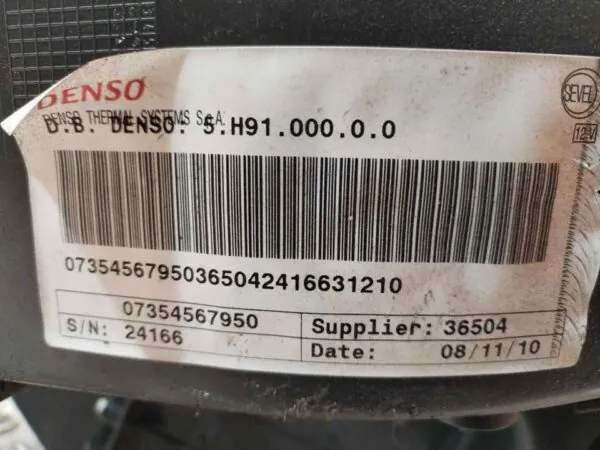 DENSO
DENSO THERMAL SYSTEMS S.p.A.
D.B. DENSO: 5.H91.000.0.0
SEVEL
12V
07354567950365042416631210
07354567950
S/N: 24166
Supplier: 36504
Date: 08/11/10